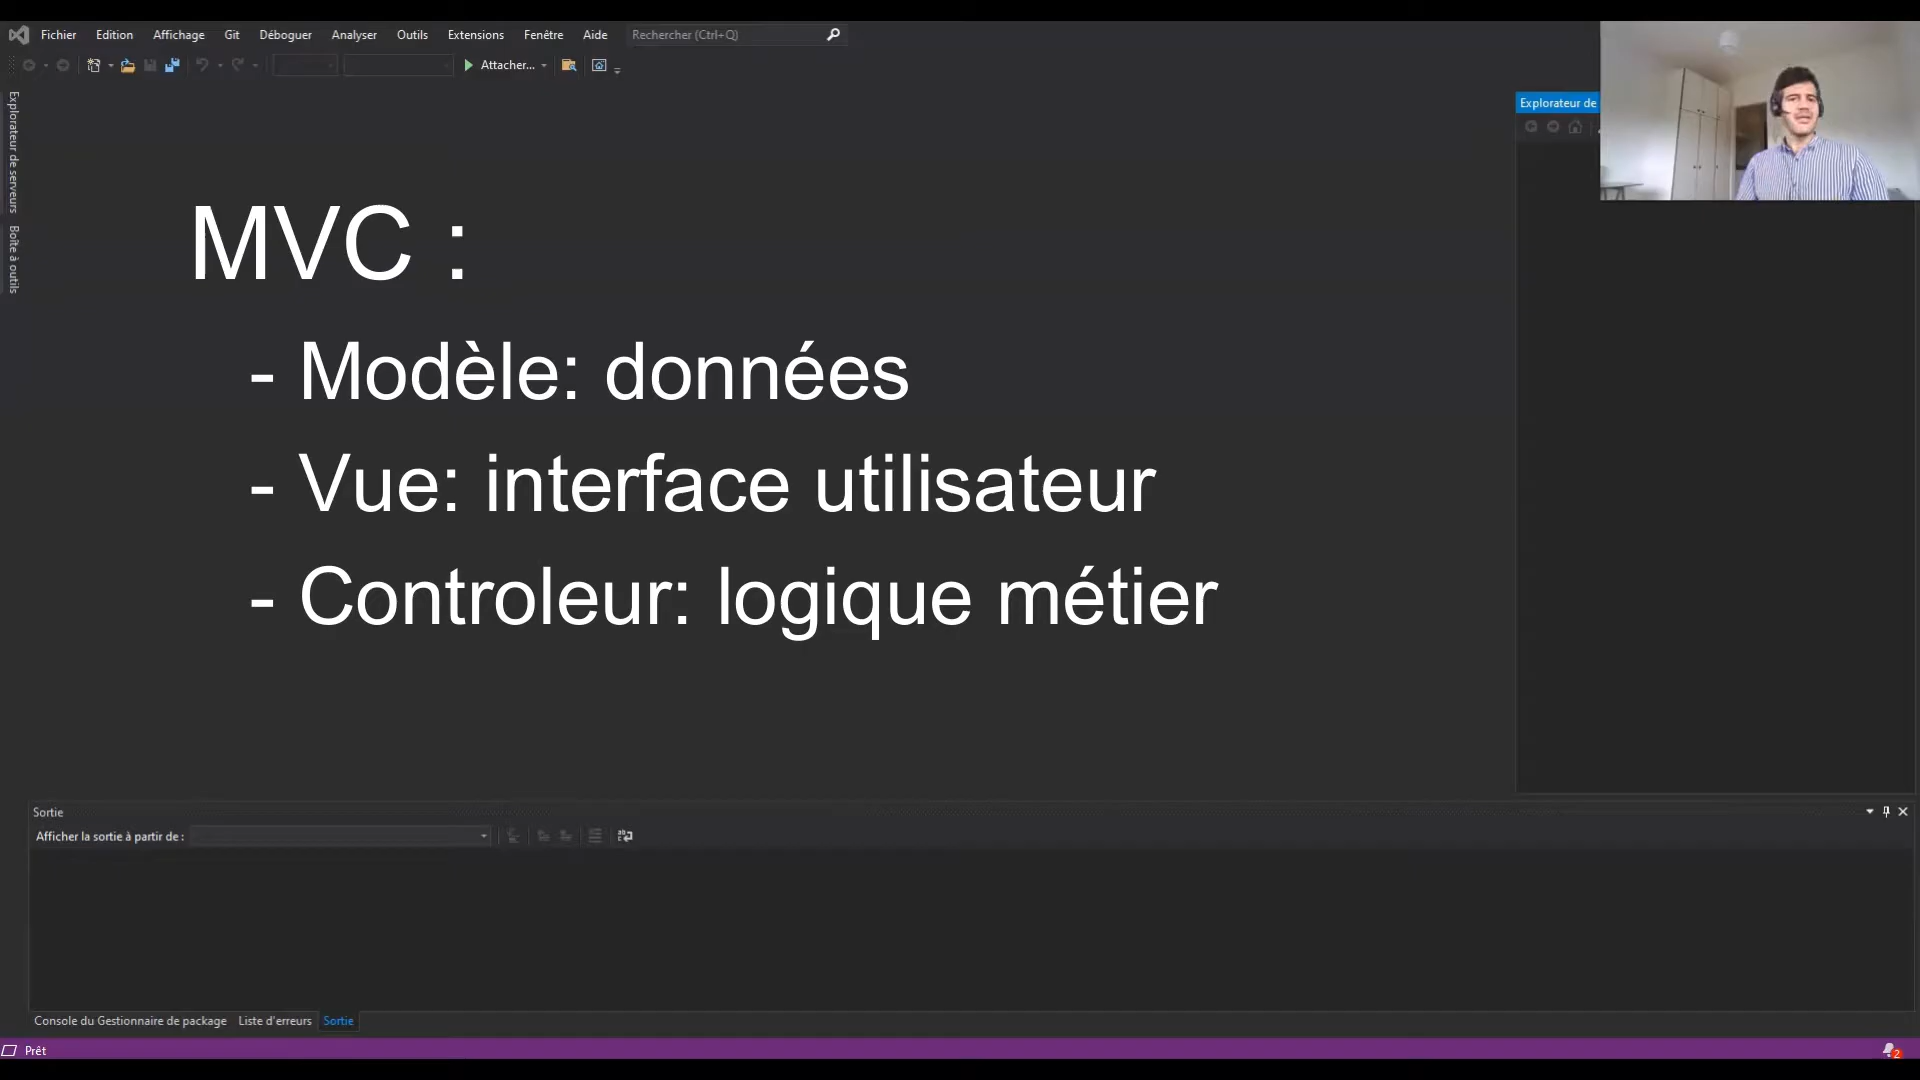 Fichier Edition Affichage Git Déboguer Analyser Outils Extensions Fenêtre Aide Rechercher (Ctrl+Q)
Attacher...
Explorateur de serveurs
Boîte à outils
Explorateur de
MVC :
- Modèle: données
- Vue: interface utilisateur
- Controleur: logique métier
Sortie
Afficher la sortie à partir de :
Console du Gestionnaire de package Liste d'erreurs Sortie
Prêt
2